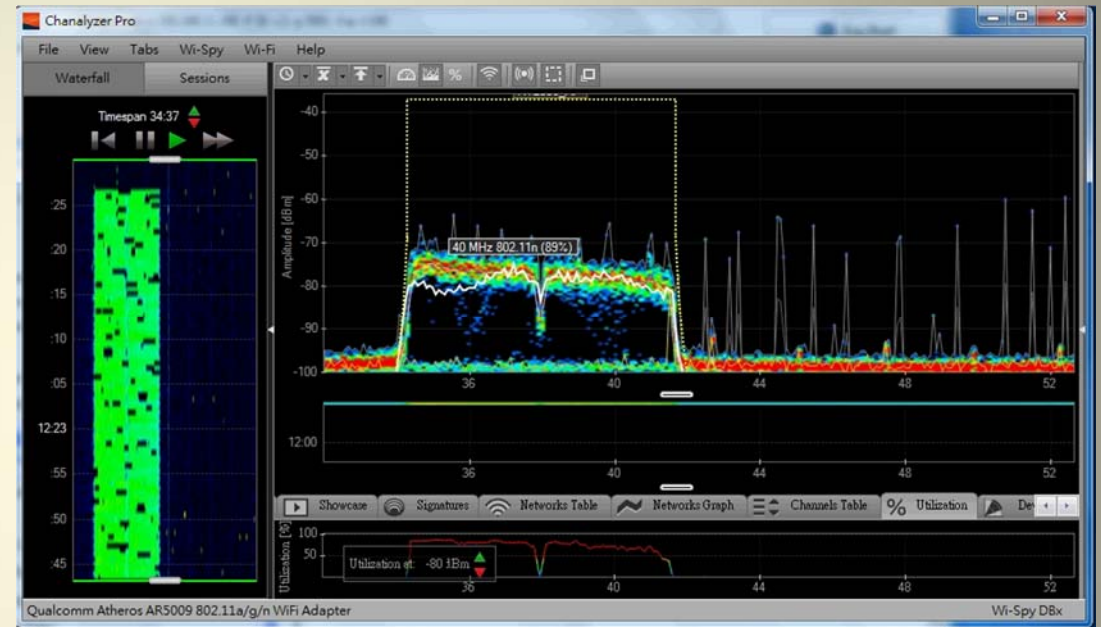 Chanalyzer Pro
File View Tabs Wi-Spy Wi-Fi Help
Waterfall Sessions
Timespan 34:37
:25
:20
:15
:10
:05
12:23
:55
:50
:45
%
Amplitude [dBm]
-40
-50
-60
-70
-80
-90
-100
40 MHz 802.11n (89%)
36 40 44 48 52
12:00
36 40 44 48 52
Showcase Signatures Networks Table Networks Graph Channels Table % Utilization De
Utilization [%]
100
50
Utilization at: -80
36 40 44 48 52
Qualcomm Atheros AR5009 802.11a/g/n WiFi Adapter Wi-Spy DBx